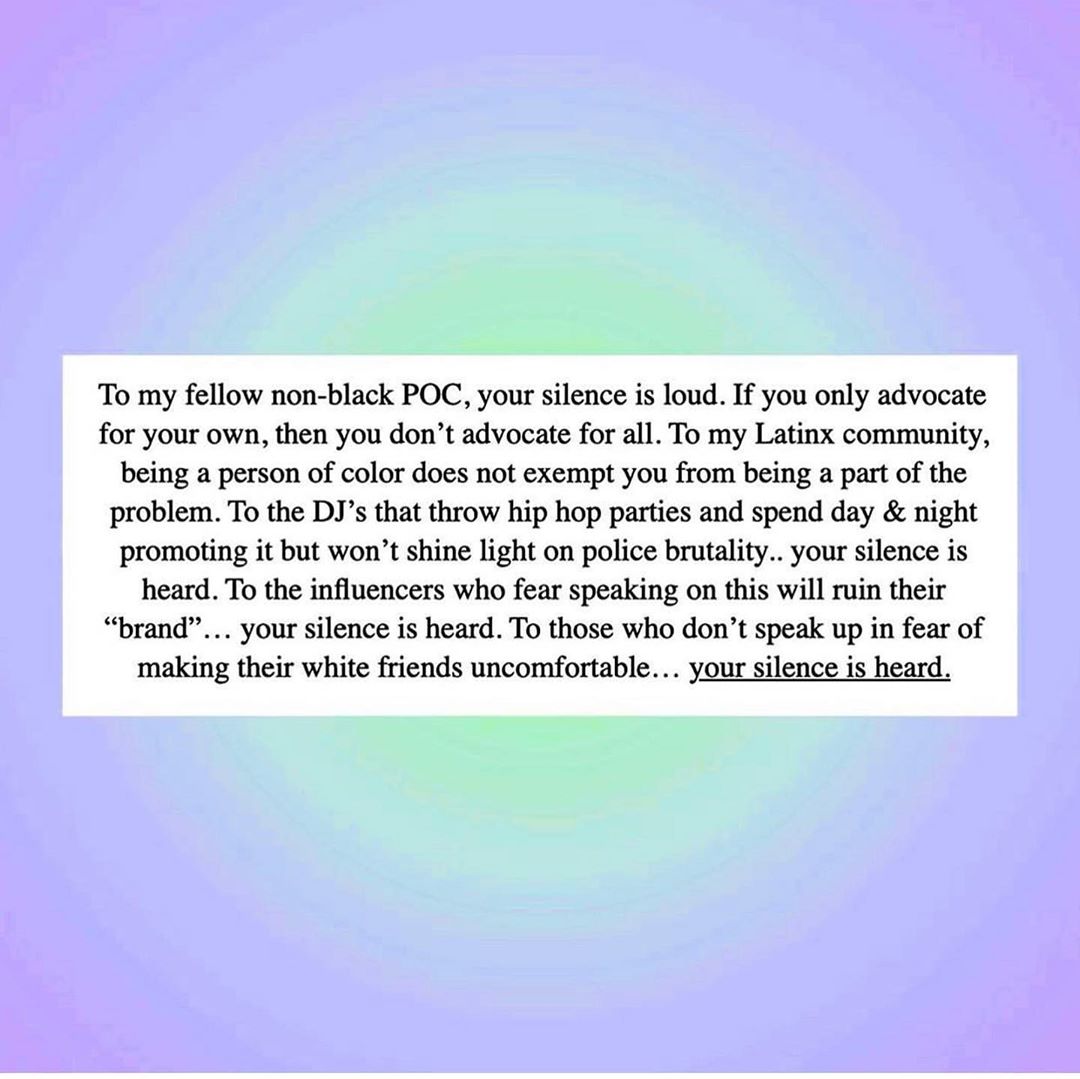 To my fellow non-black POC, your silence is loud. If you only advocate
for your own, then you don’t advocate for all. To my Latinx community,
being a person of color does not exempt you from being a part of the
problem. To the DJ’s that throw hip hop parties and spend day & night
promoting it but won’t shine light on police brutality.. your silence is
heard. To the influencers who fear speaking on this will ruin their
“brand”… your silence is heard. To those who don’t speak up in fear of
making their white friends uncomfortable… your silence is heard.